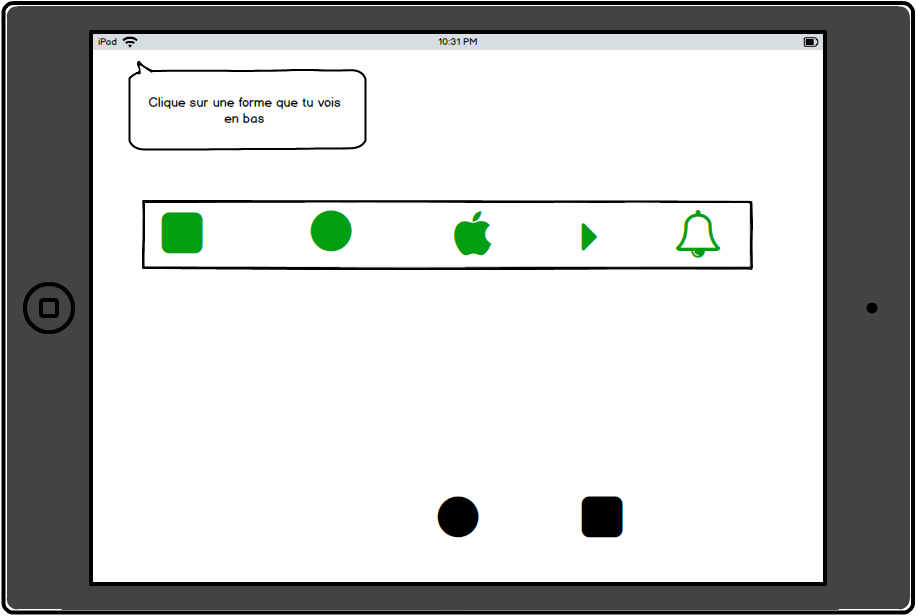 iPad
10:31 PM
Clique sur une forme que tu vois
en bas